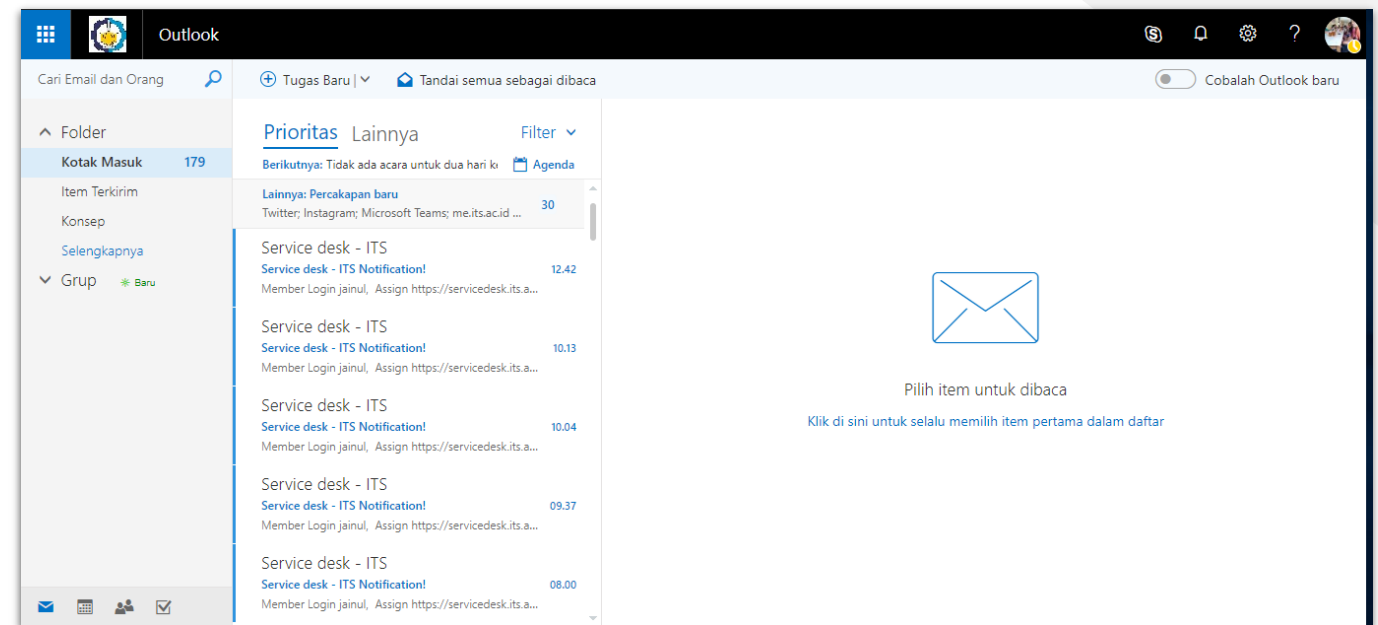 Outlook
Cari Email dan Orang
Tugas Baru |
Tandai semua sebagai dibaca
Cobalah Outlook baru
Folder
Kotak Masuk 179
Item Terkirim
Konsep
Selengkapnya
Grup Baru
Prioritas Lainnya Filter
Berikutnya: Tidak ada acara untuk dua hari Agenda
Lainnya: Percakapan baru
Twitter; Instagram; Microsoft Teams; me.its.ac.id ...
30
Service desk - ITS
Service desk - ITS Notification! 12.42
Member Login jainul, Assign https://servicedesk.its.a...
Service desk - ITS
Service desk - ITS Notification! 10.13
Member Login jainul, Assign https://servicedesk.its.a...
Service desk - ITS
Service desk - ITS Notification! 10.04
Member Login jainul, Assign https://servicedesk.its.a...
Service desk - ITS
Service desk - ITS Notification! 09.37
Member Login jainul, Assign https://servicedesk.its.a...
Service desk - ITS
Service desk - ITS Notification! 08.00
Member Login jainul, Assign https://servicedesk.its.a...
Pilih item untuk dibaca
Klik di sini untuk selalu memilih item pertama dalam daftar